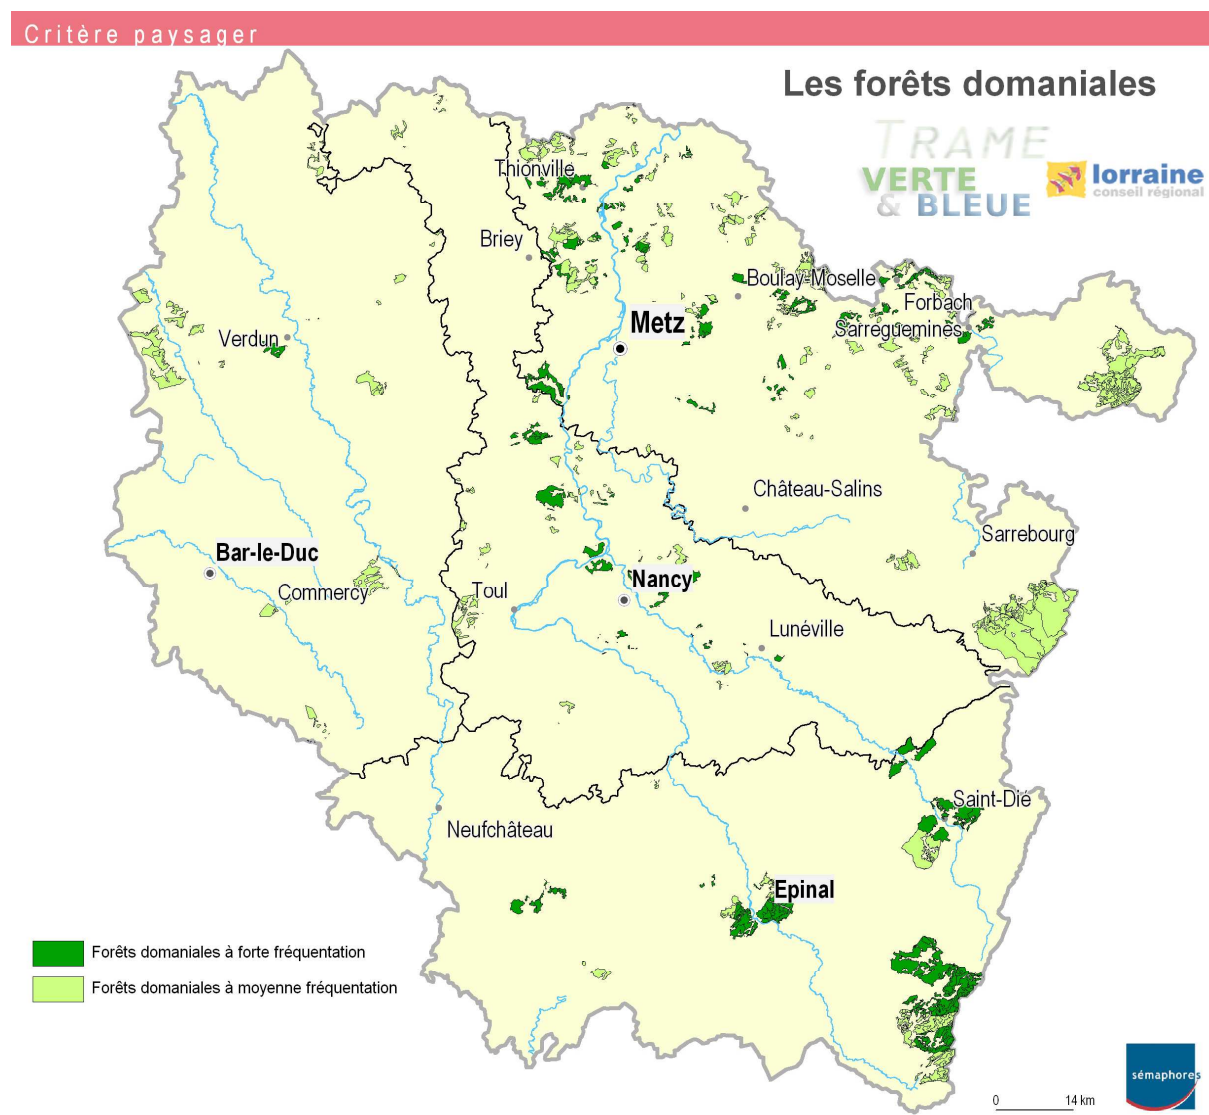 Critère paysager
Les forêts domaniales
TRAME
VERTE
& BLEUE
lorraine
conseil régional
Thionville
Briey
Boulay-Moselle
Forbach
Metz
Sarreguemines
Verdun
Château-Salins
Sarrebourg
Bar-le-Duc
Commercy
Toul
Nancy
Lunéville
Saint-Dié
Neufchâteau
Epinal
Forêts domaniales à forte fréquentation
Forêts domaniales à moyenne fréquentation
sémaphores
0 14 km